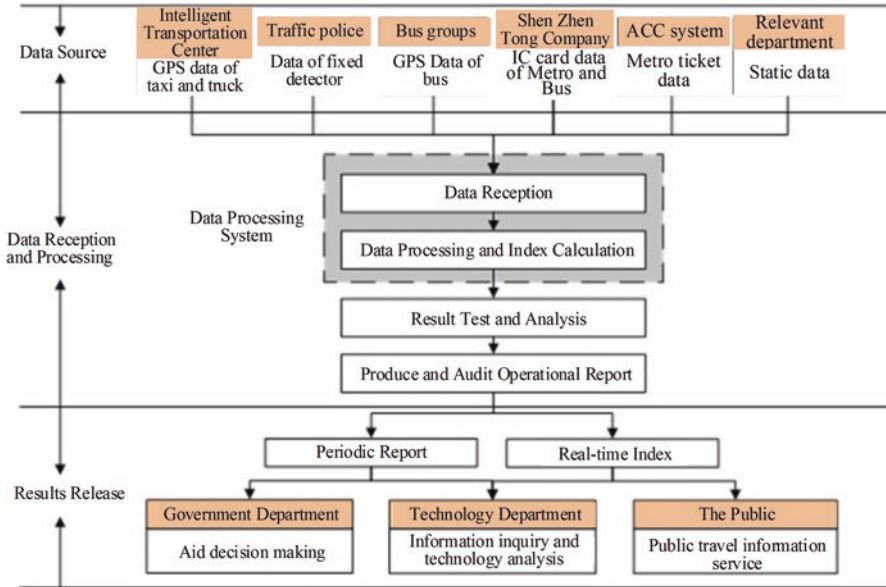 Intelligent
Transportation
Center
GPS data of
taxi and truck
Traffic police
Data of fixed
detector
Bus groups
GPS Data of
bus
Shen Zhen
Tong Company
IC card data
of Metro and
Bus
ACC system
Metro ticket
data
Relevant
department
Static data
Data Source
Data Reception
Data Processing
System
Data Processing and Index Calculation
Data Reception
and Processing
Result Test and Analysis
Produce and Audit Operational Report
Periodic Report
Real-time Index
Results Release
Government Department
Aid decision making
Technology Department
Information inquiry and
technology analysis
The Public
Public travel information
service